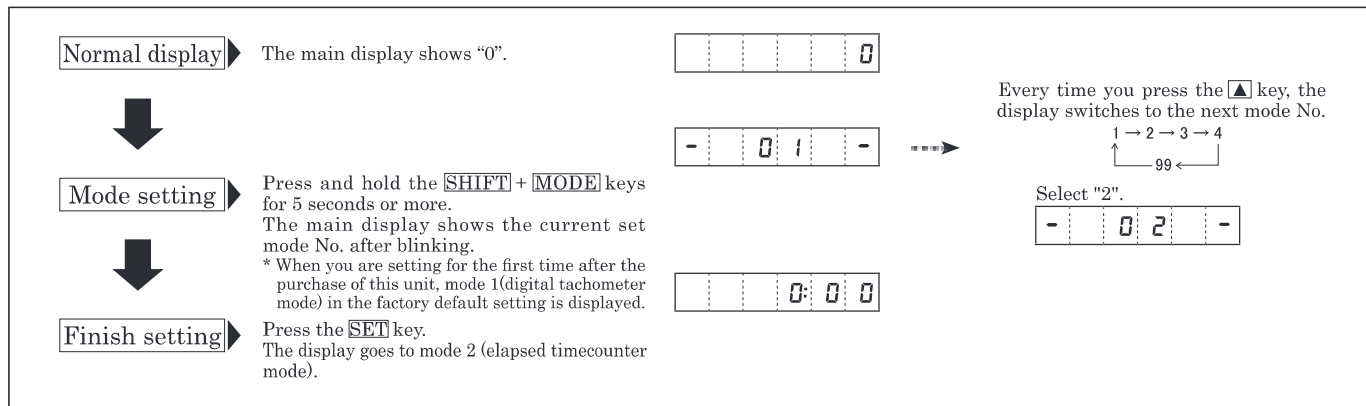 Normal display
The main display shows “0”.
0
Every time you press the ▲ key, the
display switches to the next mode No.
1 → 2 → 3 → 4
99 ←
- 01 -
Mode setting
Press and hold the SHIFT + MODE keys
for 5 seconds or more.
The main display shows the current set
mode No. after blinking.
* When you are setting for the first time after the
purchase of this unit, mode 1(digital tachometer
mode) in the factory default setting is displayed.
Select "2".
- 02 -
0:00
Finish setting
Press the SET key.
The display goes to mode 2 (elapsed timecounter
mode).